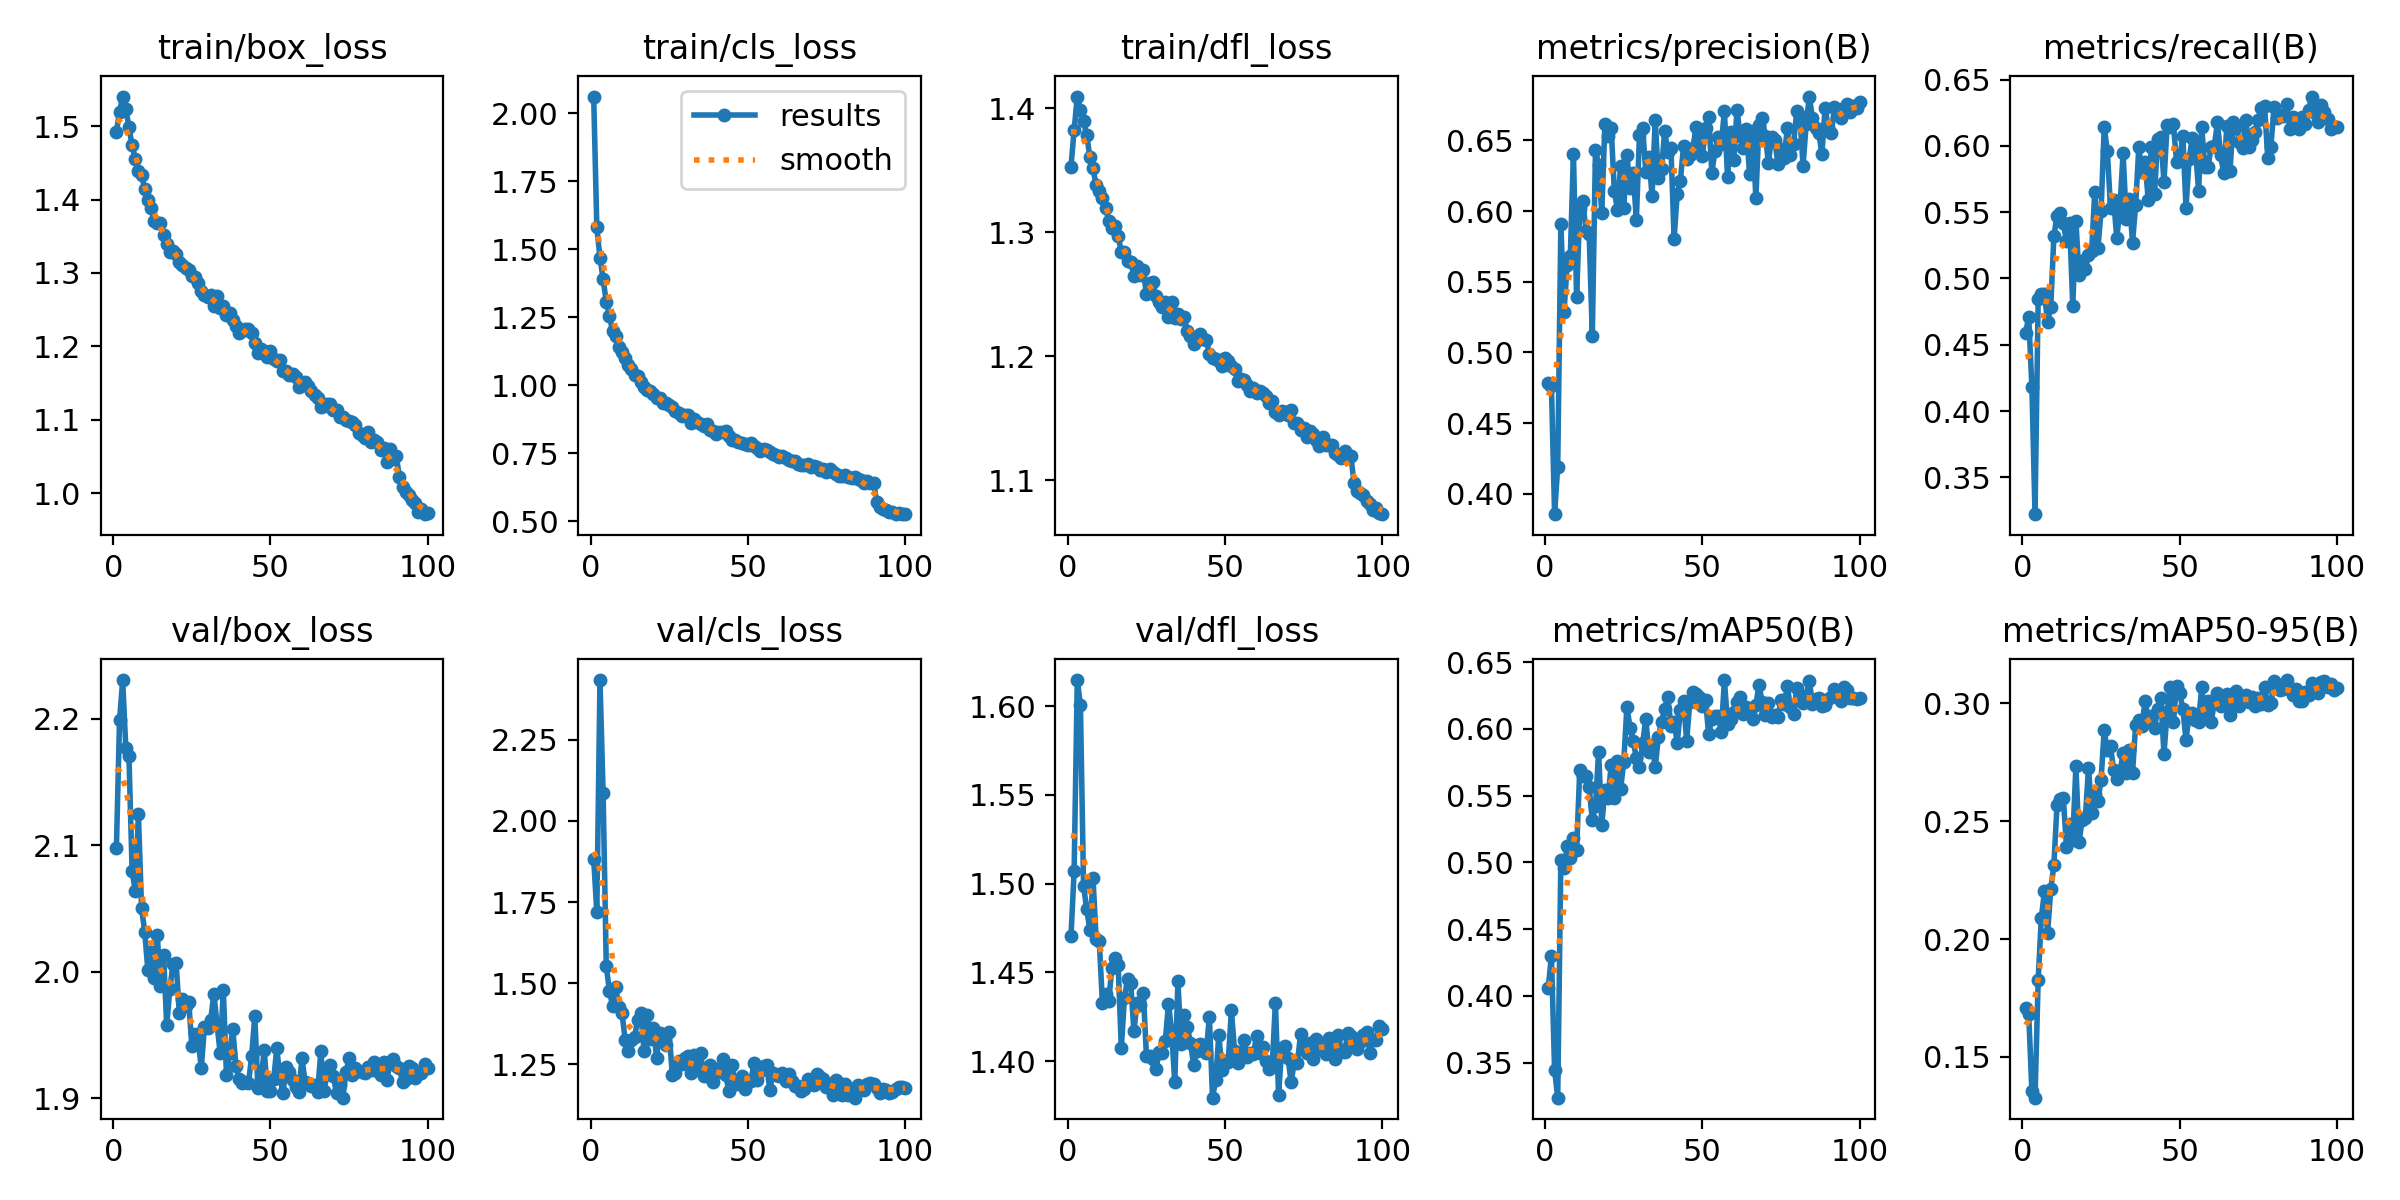 train/box_loss
1.5
1.4
1.3
1.2
1.1
1.0
0 50 100
train/cls_loss
results
smooth
2.00
1.75
1.50
1.25
1.00
0.75
0.50
0 50 100
train/dfl_loss
1.4
1.3
1.2
1.1
0 50 100
metrics/precision(B)
0.65
0.60
0.55
0.50
0.45
0.40
0 50 100
metrics/recall(B)
0.65
0.60
0.55
0.50
0.45
0.40
0.35
0 50 100
val/box_loss
2.2
2.1
2.0
1.9
0 50 100
val/cls_loss
2.25
2.00
1.75
1.50
1.25
0 50 100
val/dfl_loss
1.60
1.55
1.50
1.45
1.40
0 50 100
metrics/mAP50(B)
0.65
0.60
0.55
0.50
0.45
0.40
0.35
0 50 100
metrics/mAP50-95(B)
0.30
0.25
0.20
0.15
0 50 100